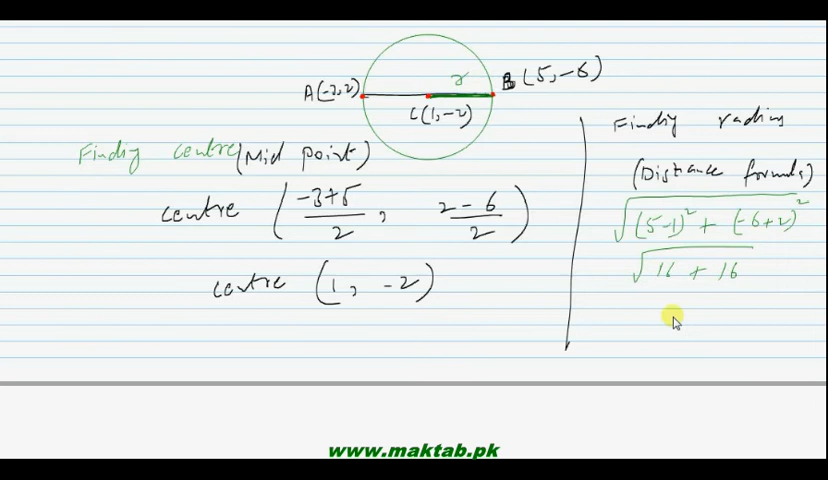 r
A(-3,2)
B(5,-6)
C(1,-2)
Finding centre (Mid point)
centre ( -3+5/2 , 2-6/2 )
centre (1, -2)
Finding radius
(Distance formula)
√(5-1)² + (-6+2)²
√16 + 16
www.maktab.pk